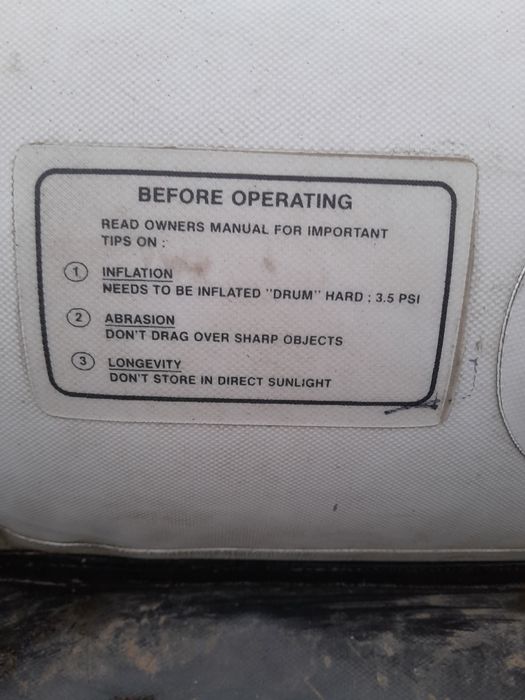 BEFORE OPERATING
READ OWNERS MANUAL FOR IMPORTANT
TIPS ON :
1 INFLATION
NEEDS TO BE INFLATED "DRUM" HARD : 3.5 PSI
2 ABRASION
DON'T DRAG OVER SHARP OBJECTS
3 LONGEVITY
DON'T STORE IN DIRECT SUNLIGHT